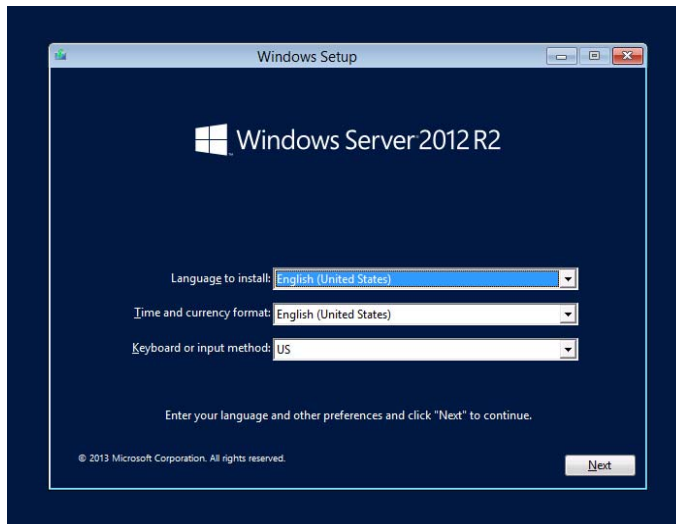 Windows Setup
Windows Server 2012 R2
Language to install: English (United States)
Time and currency format: English (United States)
Keyboard or input method: US
Enter your language and other preferences and click "Next" to continue.
© 2013 Microsoft Corporation. All rights reserved.
Next